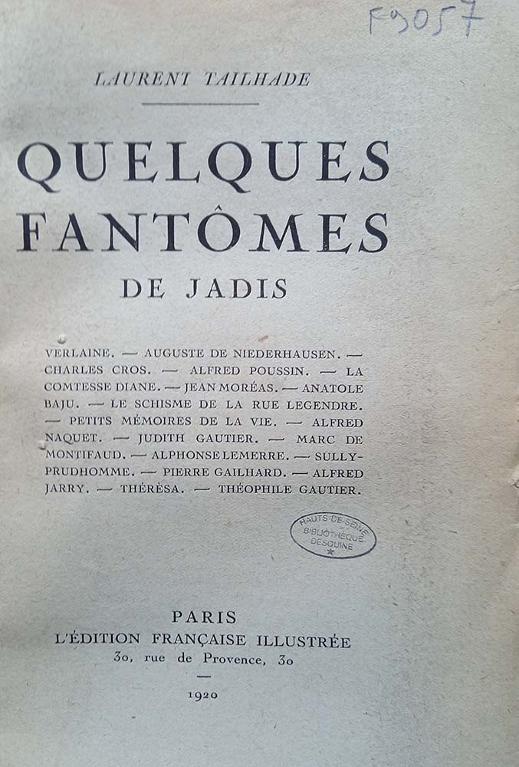 F9057
LAURENT TAILHADE
QUELQUES
FANTÔMES
DE JADIS
VERLAINE. — AUGUSTE DE NIEDERHAUSEN. —
CHARLES CROS. — ALFRED POUSSIN. — LA
COMTESSE DIANE. — JEAN MORÉAS. — ANATOLE
BAJU. — LE SCHISME DE LA RUE LEGENDRE.
— PETITS MÉMOIRES DE LA VIE. — ALFRED
NAQUET. — JUDITH GAUTIER. — MARC DE
MONTIFAUD. — ALPHONSE LEMERRE. — SULLY-
PRUDHOMME. — PIERRE GAILHARD. — ALFRED
JARRY. — THÉRÉSA. — THÉOPHILE GAUTIER.
HAUTS-DE-SEINE
BIBLIOTHÈQUE
DESGUINE
PARIS
L'ÉDITION FRANÇAISE ILLUSTRÉE
30, rue de Provence, 30
1920